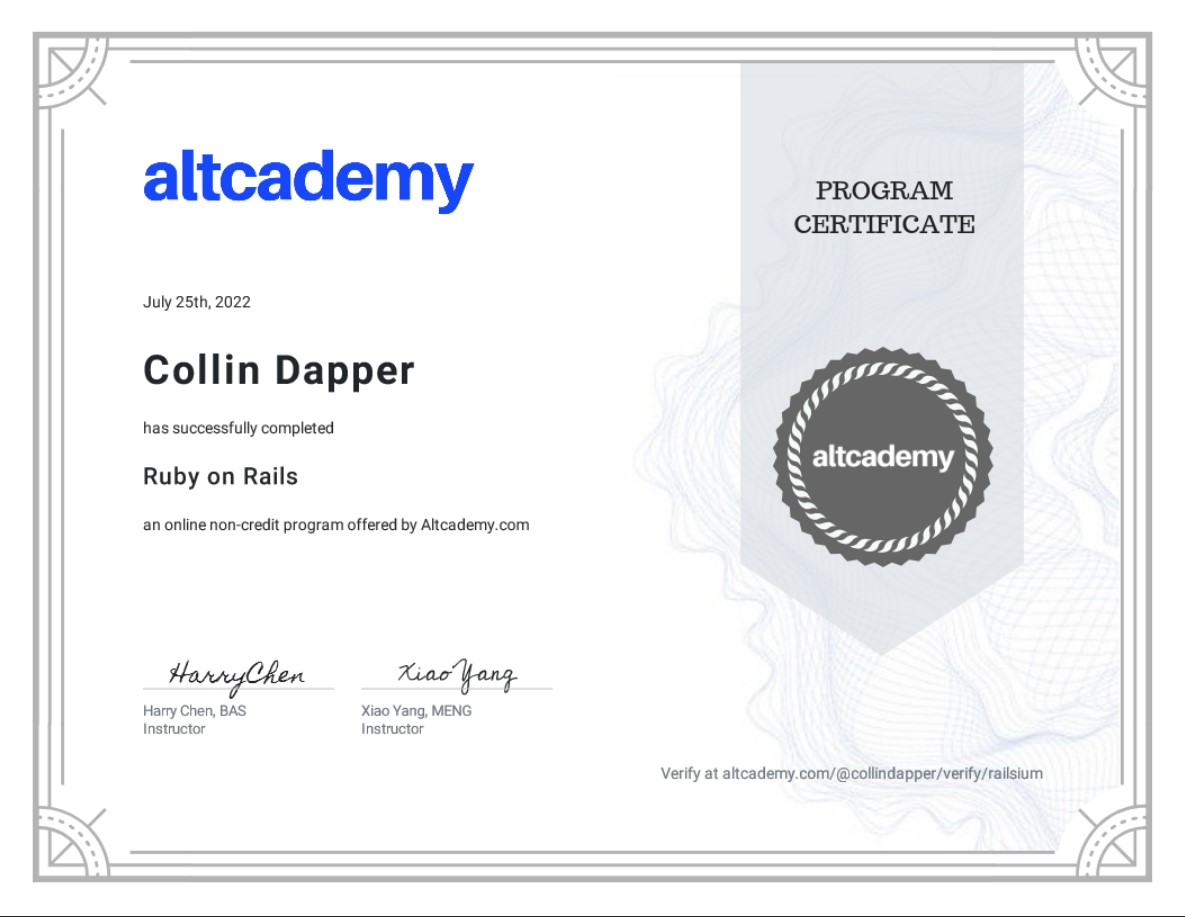 altcademy
PROGRAM
CERTIFICATE
July 25th, 2022
Collin Dapper
has successfully completed
Ruby on Rails
an online non-credit program offered by Altcademy.com
altcademy
HarryChen
Xiao Yang
Harry Chen, BAS
Instructor
Xiao Yang, MENG
Instructor
Verify at altcademy.com/@collindapper/verify/railsium